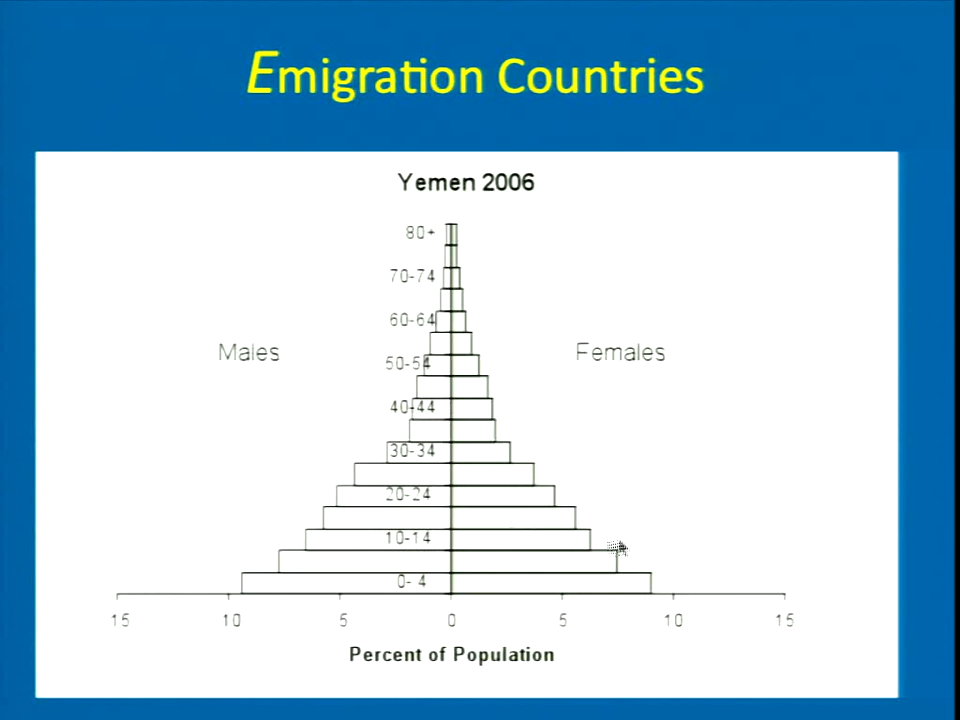 Emigration Countries
Yemen 2006
80+
70-74
60-64
Males
Females
50-54
40-44
30-34
20-24
10-14
0- 4
15 10 5 0 5 10 15
Percent of Population